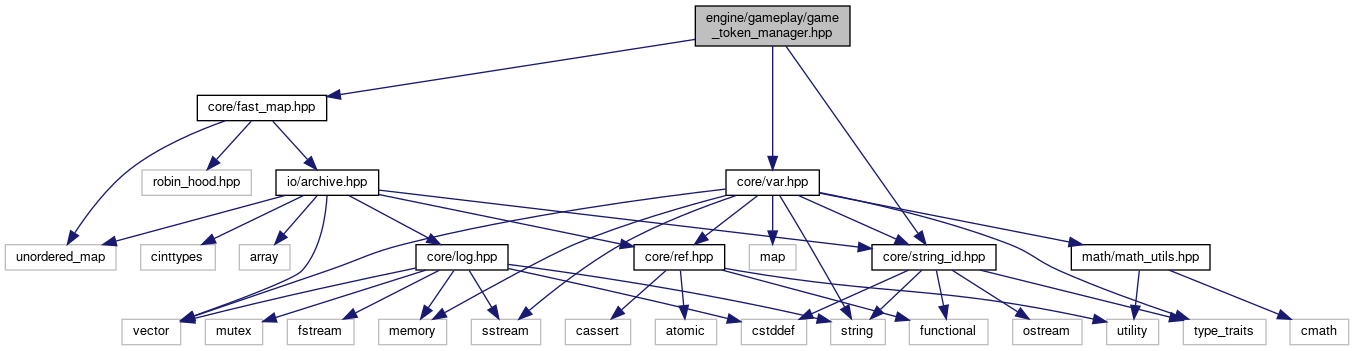 engine/gameplay/game
_token_manager.hpp
core/fast_map.hpp
robin_hood.hpp
io/archive.hpp
core/var.hpp
unordered_map
cinttypes
array
core/log.hpp
core/ref.hpp
map
core/string_id.hpp
math/math_utils.hpp
vector
mutex
fstream
memory
sstream
cassert
atomic
cstddef
string
functional
ostream
utility
type_traits
cmath